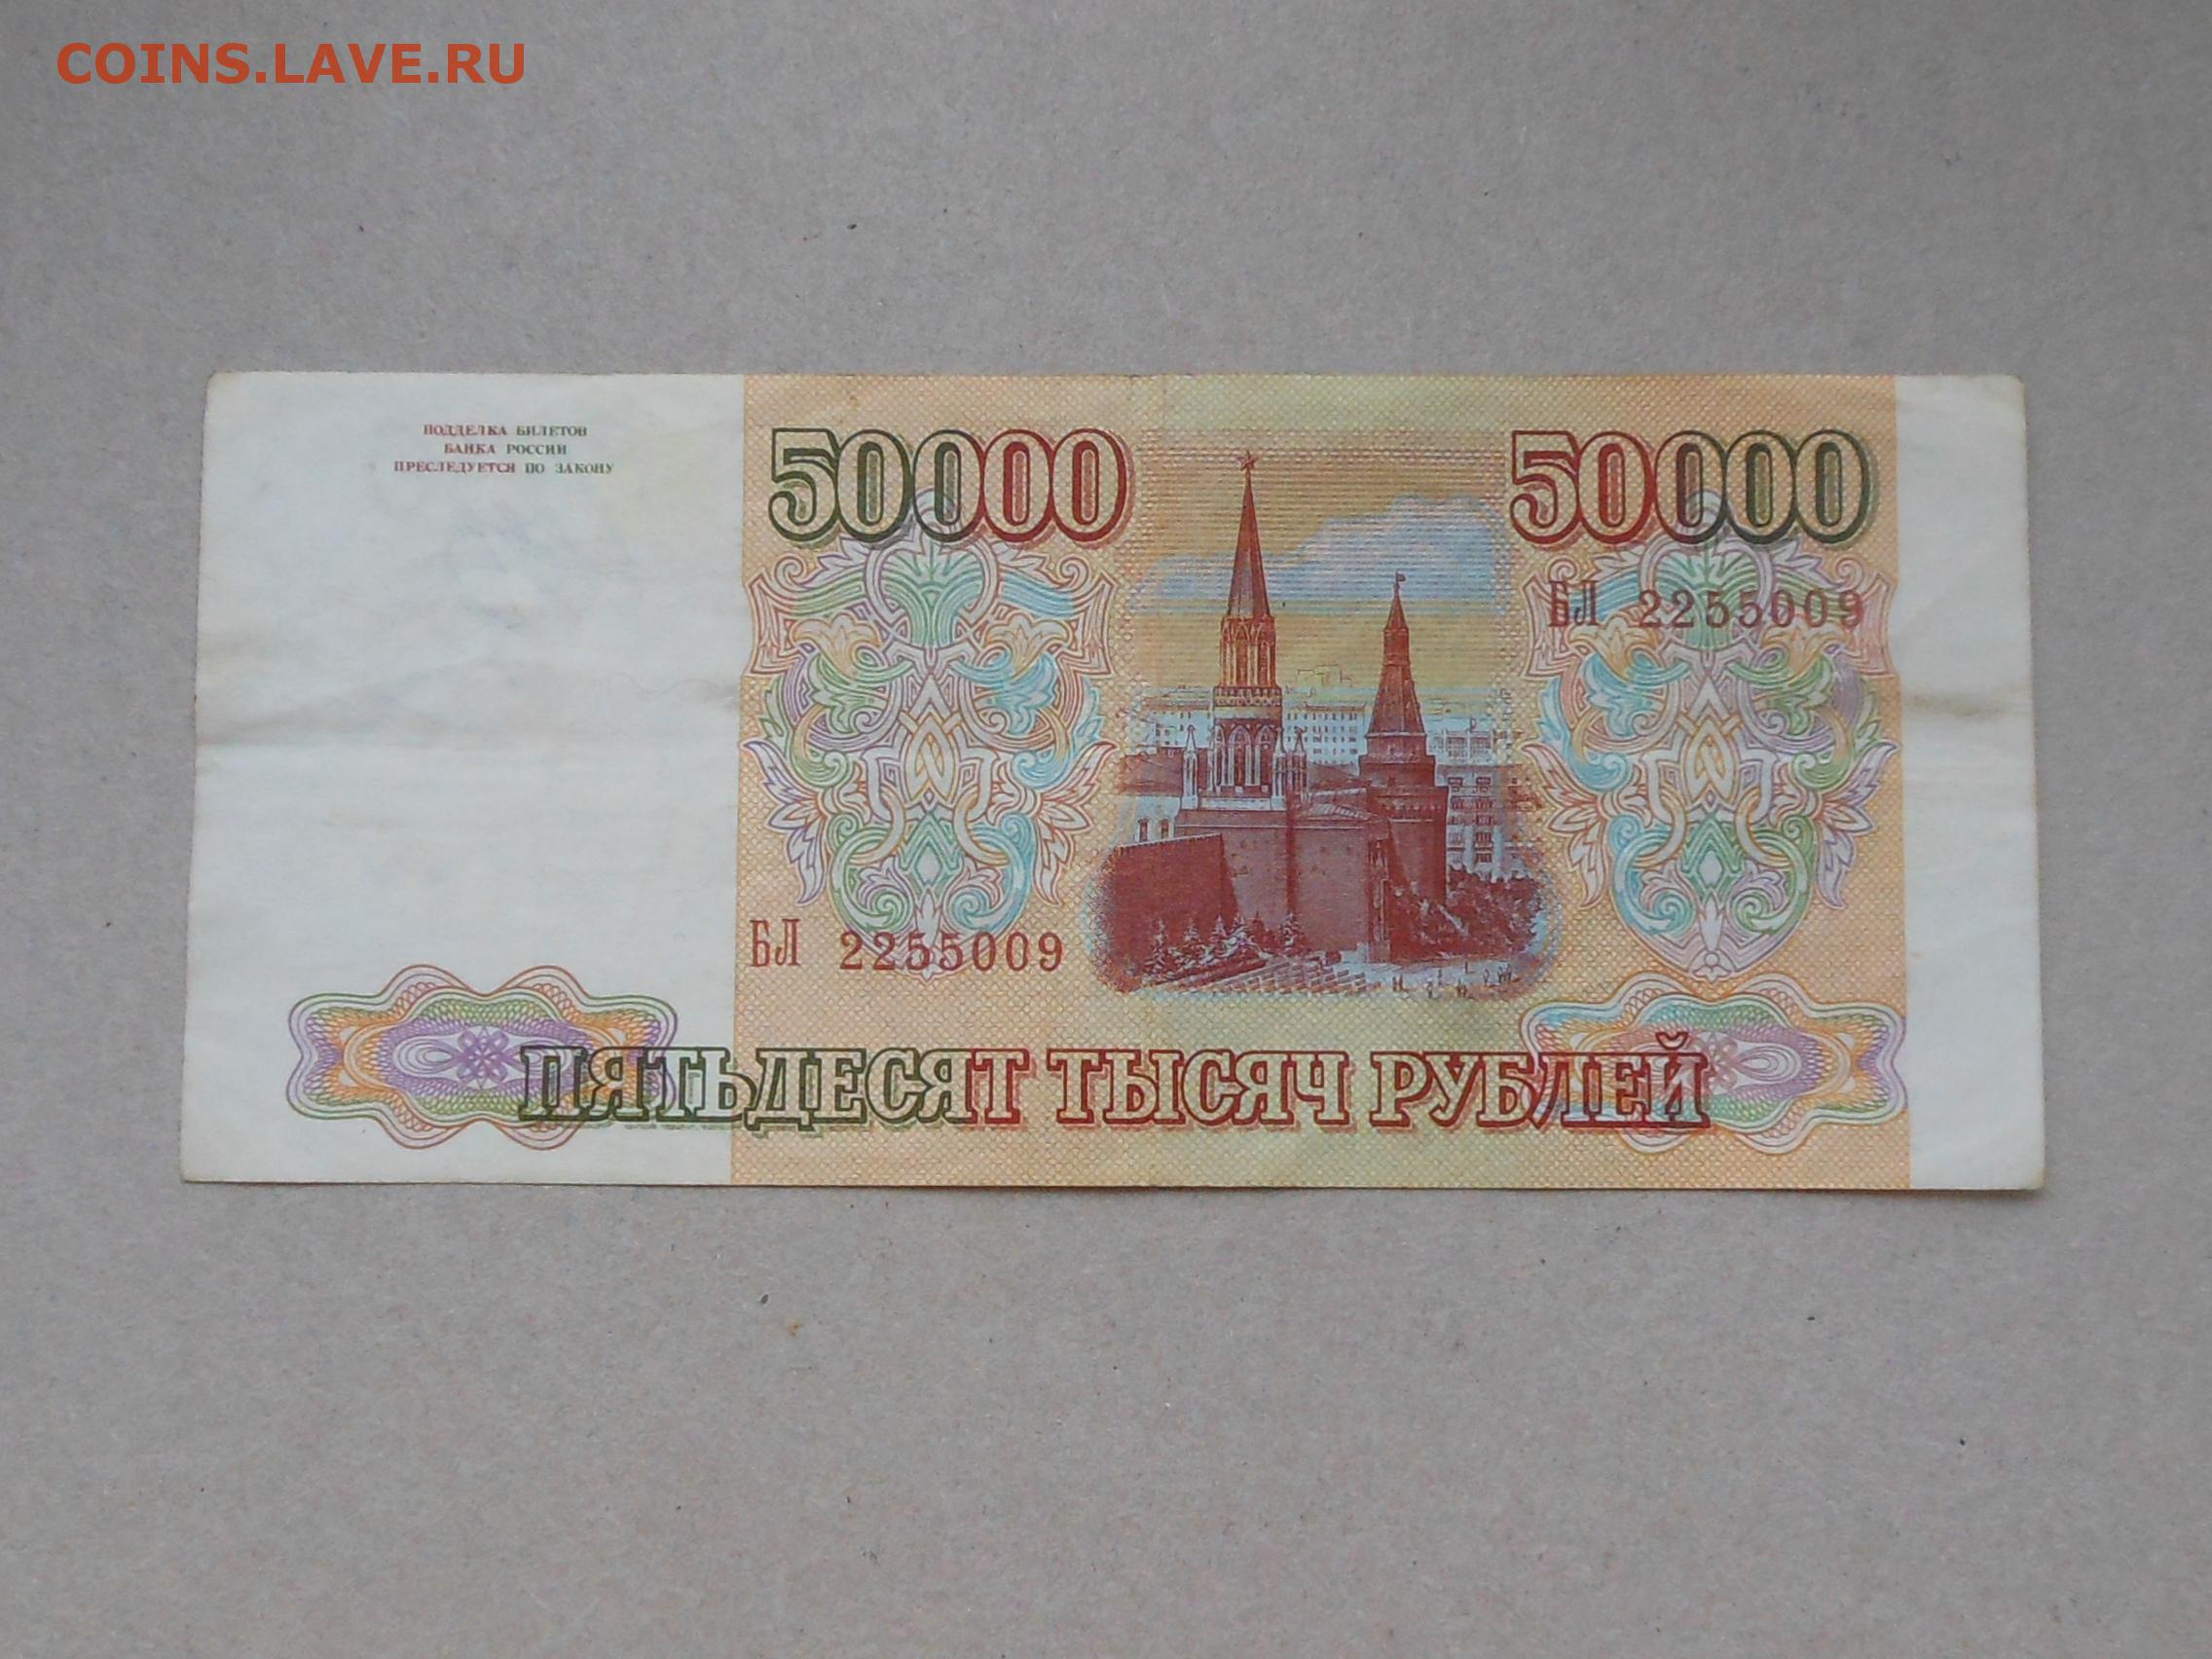 COINS.LAVE.RU
ПОДДЕЛКА БИЛЕТОВ
БАНКА РОССИИ
ПРЕСЛЕДУЕТСЯ ПО ЗАКОНУ
50000 50000
БЛ 2255009
БЛ 2255009
ПЯТЬДЕСЯТ ТЫСЯЧ РУБЛЕЙ